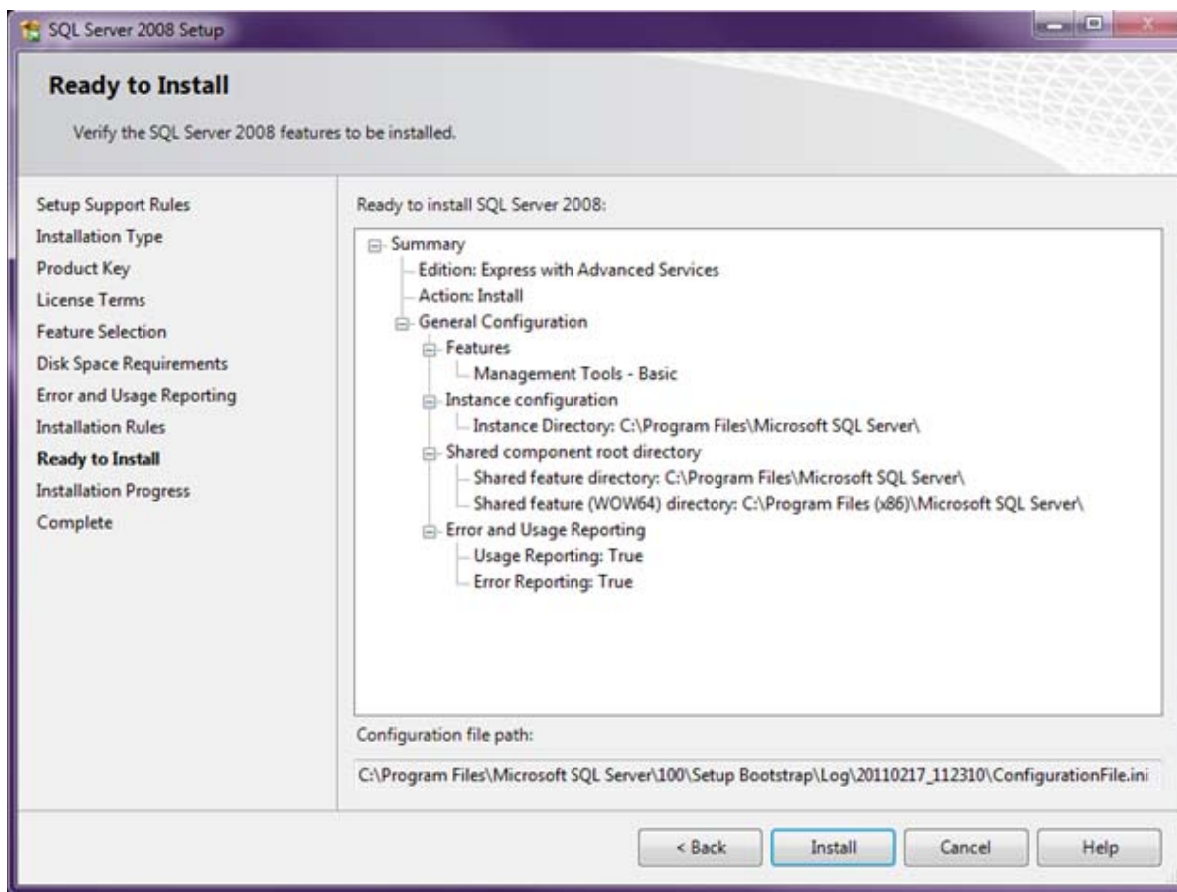 SQL Server 2008 Setup
Ready to Install
Verify the SQL Server 2008 features to be installed.
Setup Support Rules
Installation Type
Product Key
License Terms
Feature Selection
Disk Space Requirements
Error and Usage Reporting
Installation Rules
Ready to Install
Installation Progress
Complete
Ready to install SQL Server 2008:
Summary
Edition: Express with Advanced Services
Action: Install
General Configuration
Features
Management Tools - Basic
Instance configuration
Instance Directory: C:\Program Files\Microsoft SQL Server\
Shared component root directory
Shared feature directory: C:\Program Files\Microsoft SQL Server\
Shared feature (WOW64) directory: C:\Program Files (x86)\Microsoft SQL Server\
Error and Usage Reporting
Usage Reporting: True
Error Reporting: True
Configuration file path:
C:\Program Files\Microsoft SQL Server\100\Setup Bootstrap\Log\20110217_112310\ConfigurationFile.ini
< Back
Install
Cancel
Help